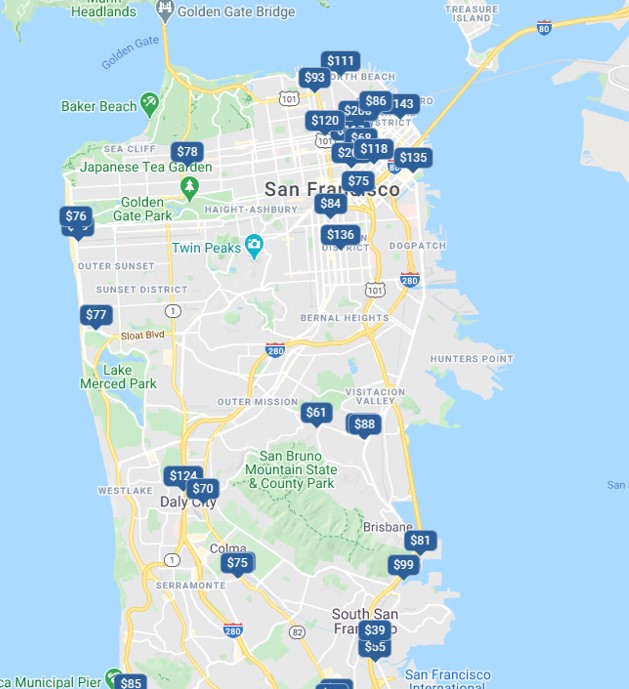 Headlands
Golden Gate Bridge
TREASURE
ISLAND
80
Golden Gate
$111
$93
NORTH BEACH
101
$86
143
Baker Beach
$120
101
$68
$118
80
$135
SEA CLIFF
$78
Japanese Tea Garden
$75
San Francisco
Golden
Gate Park
HAIGHT-ASHBURY
$84
$76
$136
DISTRICT
Twin Peaks
DOGPATCH
OUTER SUNSET
280
SUNSET DISTRICT
101
1
$77
BERNAL HEIGHTS
Sloat Blvd
280
HUNTERS POINT
Lake
Merced Park
VISITACION
VALLEY
OUTER MISSION
$61
$88
San Bruno
Mountain State
& County Park
$124
$70
WESTLAKE
Daly City
San
Brisbane
$81
Colma
1
$75
$99
SERRAMONTE
South San
Francisco
$39
$55
280
82
ca Municipal Pier
$85
San Francisco
International